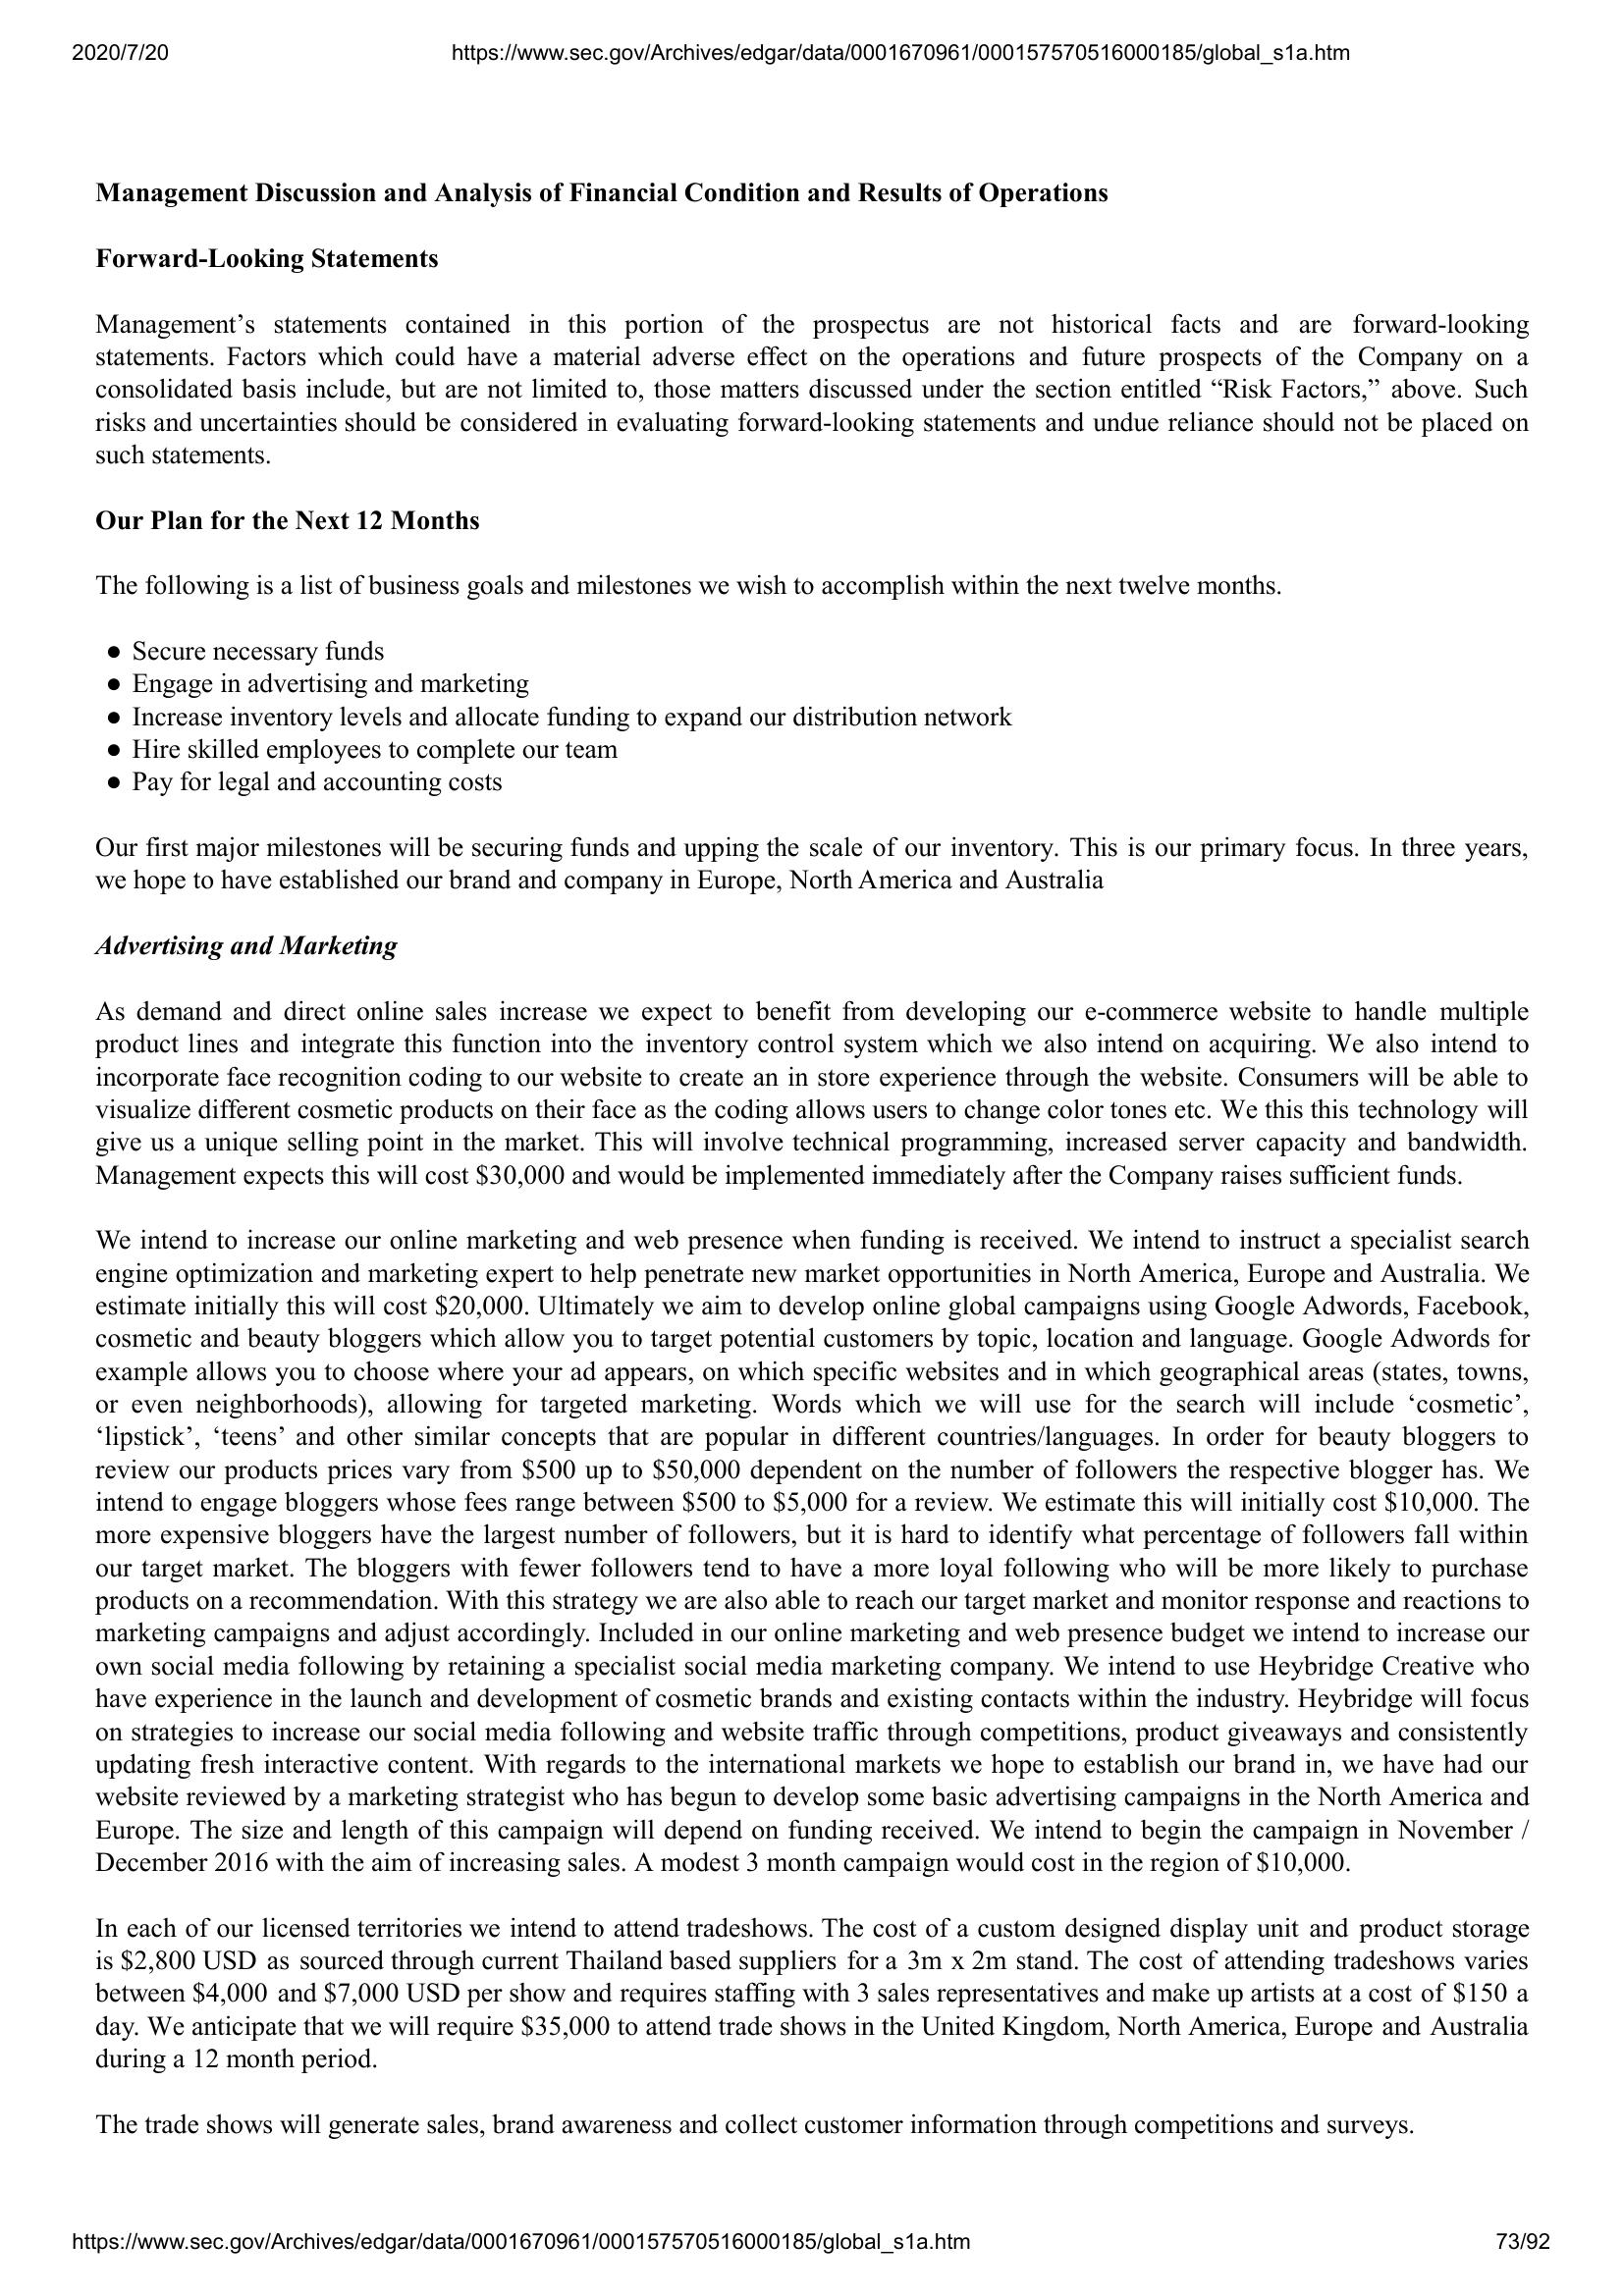 2020/7/20 https://www.sec.gov/Archives/edgar/data/0001670961/000157570516000185/global_s1a.htm
Management Discussion and Analysis of Financial Condition and Results of Operations
Forward-Looking Statements
Management’s statements contained in this portion of the prospectus are not historical facts and are forward-looking
statements. Factors which could have a material adverse effect on the operations and future prospects of the Company on a
consolidated basis include, but are not limited to, those matters discussed under the section entitled “Risk Factors,” above. Such
risks and uncertainties should be considered in evaluating forward-looking statements and undue reliance should not be placed on
such statements.
Our Plan for the Next 12 Months
The following is a list of business goals and milestones we wish to accomplish within the next twelve months.
● Secure necessary funds
● Engage in advertising and marketing
● Increase inventory levels and allocate funding to expand our distribution network
● Hire skilled employees to complete our team
● Pay for legal and accounting costs
Our first major milestones will be securing funds and upping the scale of our inventory. This is our primary focus. In three years,
we hope to have established our brand and company in Europe, North America and Australia
Advertising and Marketing
As demand and direct online sales increase we expect to benefit from developing our e-commerce website to handle multiple
product lines and integrate this function into the inventory control system which we also intend on acquiring. We also intend to
incorporate face recognition coding to our website to create an in store experience through the website. Consumers will be able to
visualize different cosmetic products on their face as the coding allows users to change color tones etc. We this this technology will
give us a unique selling point in the market. This will involve technical programming, increased server capacity and bandwidth.
Management expects this will cost $30,000 and would be implemented immediately after the Company raises sufficient funds.
We intend to increase our online marketing and web presence when funding is received. We intend to instruct a specialist search
engine optimization and marketing expert to help penetrate new market opportunities in North America, Europe and Australia. We
estimate initially this will cost $20,000. Ultimately we aim to develop online global campaigns using Google Adwords, Facebook,
cosmetic and beauty bloggers which allow you to target potential customers by topic, location and language. Google Adwords for
example allows you to choose where your ad appears, on which specific websites and in which geographical areas (states, towns,
or even neighborhoods), allowing for targeted marketing. Words which we will use for the search will include ‘cosmetic’,
‘lipstick’, ‘teens’ and other similar concepts that are popular in different countries/languages. In order for beauty bloggers to
review our products prices vary from $500 up to $50,000 dependent on the number of followers the respective blogger has. We
intend to engage bloggers whose fees range between $500 to $5,000 for a review. We estimate this will initially cost $10,000. The
more expensive bloggers have the largest number of followers, but it is hard to identify what percentage of followers fall within
our target market. The bloggers with fewer followers tend to have a more loyal following who will be more likely to purchase
products on a recommendation. With this strategy we are also able to reach our target market and monitor response and reactions to
marketing campaigns and adjust accordingly. Included in our online marketing and web presence budget we intend to increase our
own social media following by retaining a specialist social media marketing company. We intend to use Heybridge Creative who
have experience in the launch and development of cosmetic brands and existing contacts within the industry. Heybridge will focus
on strategies to increase our social media following and website traffic through competitions, product giveaways and consistently
updating fresh interactive content. With regards to the international markets we hope to establish our brand in, we have had our
website reviewed by a marketing strategist who has begun to develop some basic advertising campaigns in the North America and
Europe. The size and length of this campaign will depend on funding received. We intend to begin the campaign in November /
December 2016 with the aim of increasing sales. A modest 3 month campaign would cost in the region of $10,000.
In each of our licensed territories we intend to attend tradeshows. The cost of a custom designed display unit and product storage
is $2,800 USD as sourced through current Thailand based suppliers for a 3m x 2m stand. The cost of attending tradeshows varies
between $4,000 and $7,000 USD per show and requires staffing with 3 sales representatives and make up artists at a cost of $150 a
day. We anticipate that we will require $35,000 to attend trade shows in the United Kingdom, North America, Europe and Australia
during a 12 month period.
The trade shows will generate sales, brand awareness and collect customer information through competitions and surveys.
https://www.sec.gov/Archives/edgar/data/0001670961/000157570516000185/global_s1a.htm 73/92